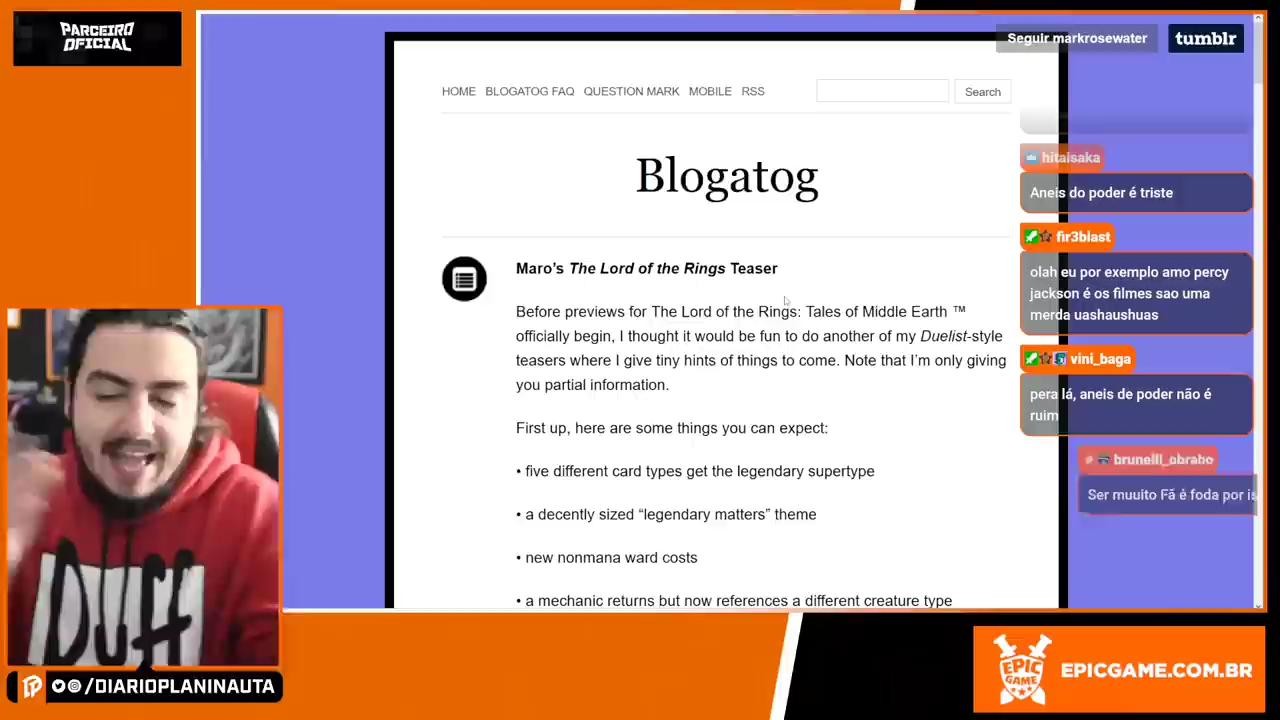 PARCEIRO
OFICIAL
Seguir markrosewater
tumblr
HOME BLOGATOG FAQ QUESTION MARK MOBILE RSS
Search
Blogatog
Maro's The Lord of the Rings Teaser
Before previews for The Lord of the Rings: Tales of Middle Earth ™
officially begin, I thought it would be fun to do another of my Duelist-style
teasers where I give tiny hints of things to come. Note that I'm only giving
you partial information.
First up, here are some things you can expect:
• five different card types get the legendary supertype
• a decently sized “legendary matters” theme
• new nonmana ward costs
• a mechanic returns but now references a different creature type
hitaisaka
Aneis do poder é triste
fir3blast
olah eu por exemplo amo percy
jackson é os filmes sao uma
merda uashaushuas
vini_baga
pera lá, aneis de poder não é
ruim
Ser muuito Fã é foda por is
DUFF
/DIARIOPLANINAUTA
EPIC
GAME
EPICGAME.COM.BR